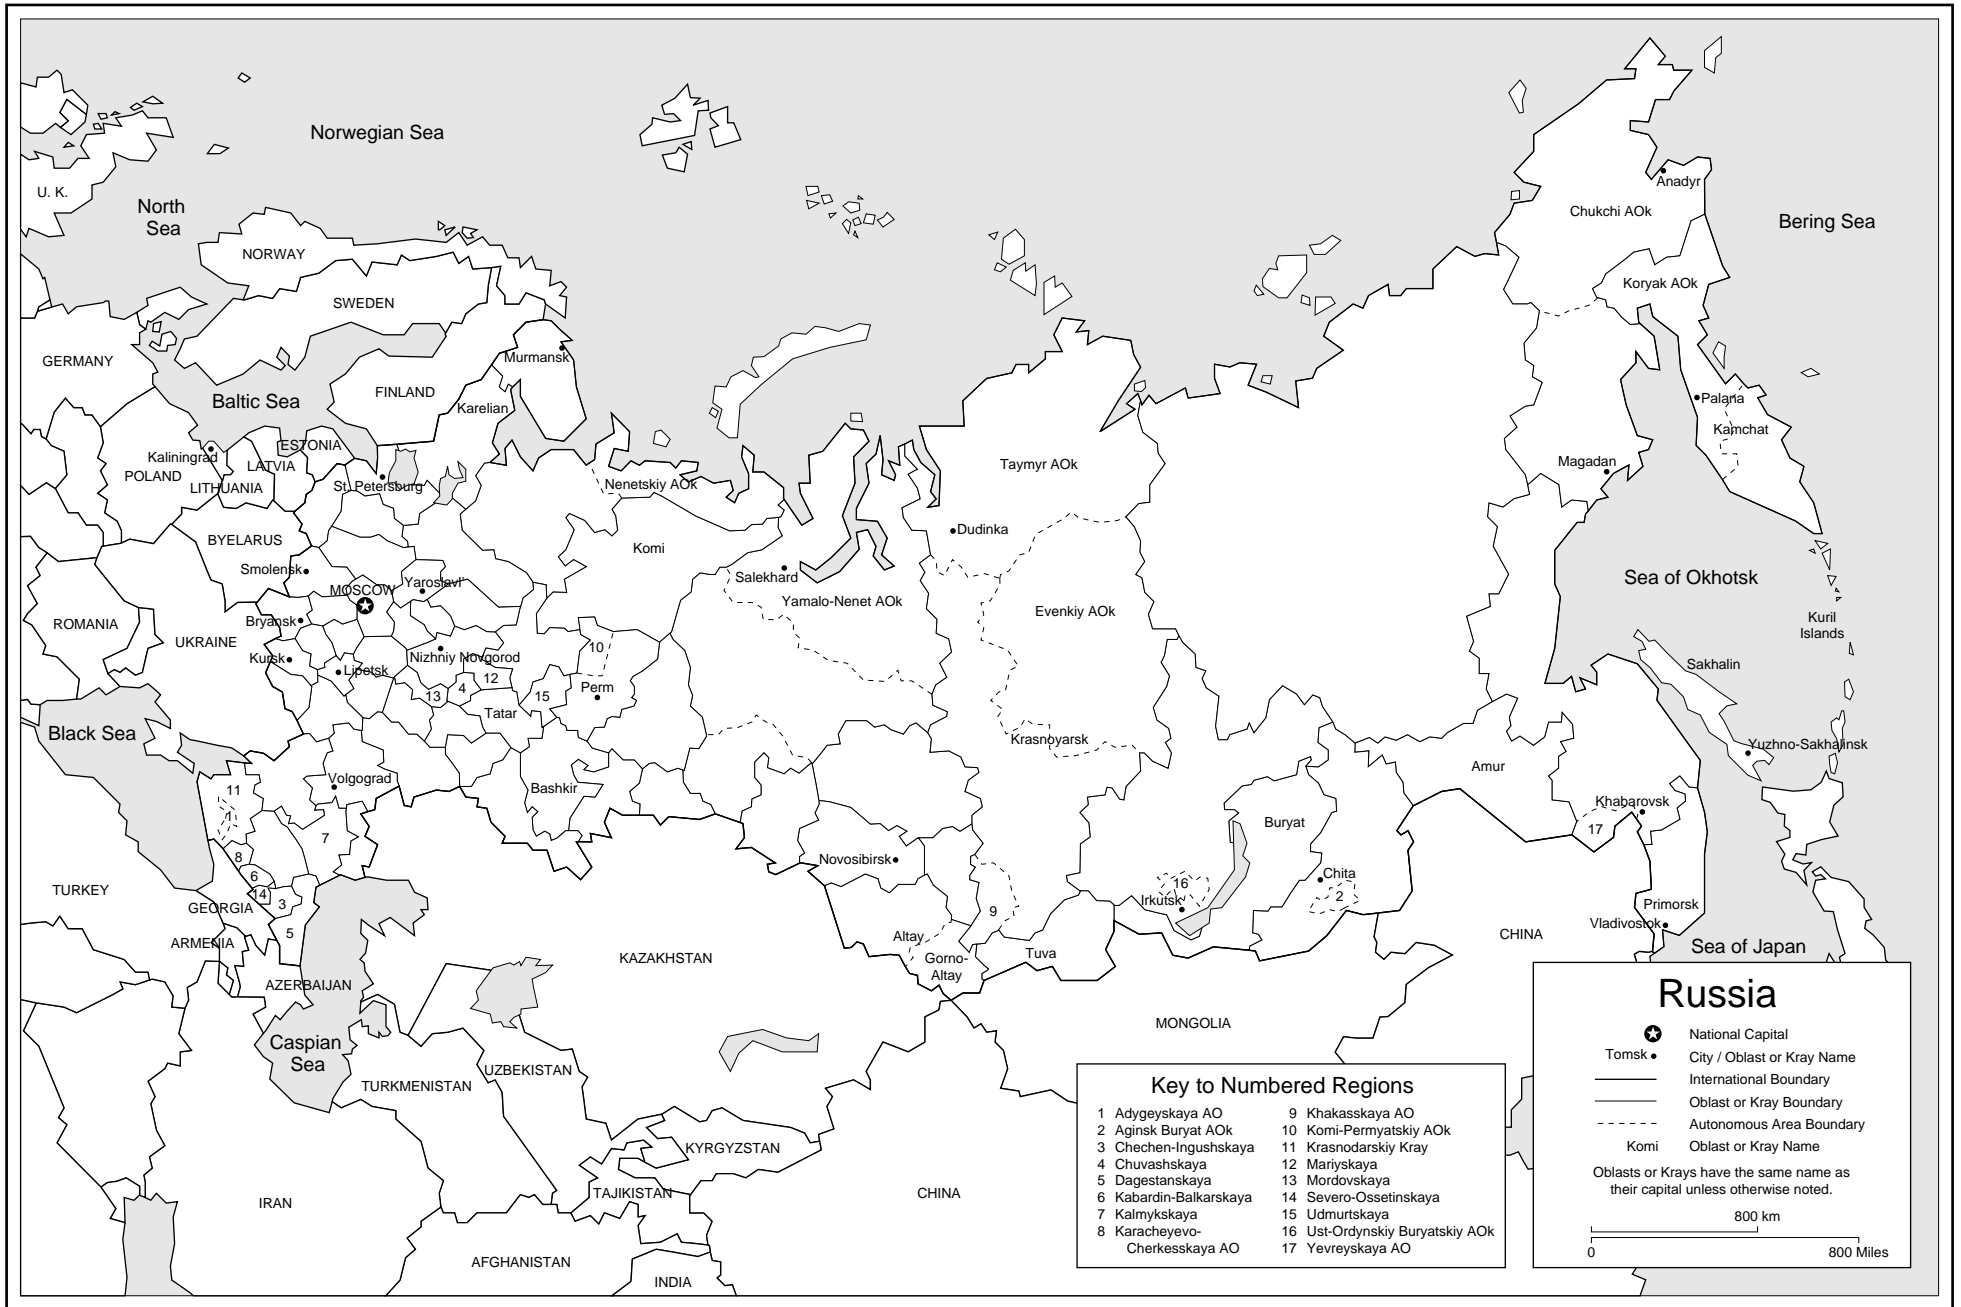 Norwegian Sea
U. K.
North
Sea
Anadyr
Chukchi AOk
Bering Sea
NORWAY
Koryak AOk
SWEDEN
GERMANY
Murmansk
FINLAND
Baltic Sea
Karelian
Palana
Kamchat
ESTONIA
Kaliningrad
LATVIA
POLAND
LITHUANIA
St. Petersburg
Nenetskiy AOk
Taymyr AOk
Magadan
Dudinka
BYELARUS
Komi
Smolensk
Salekhard
Sea of Okhotsk
MOSCOW
Yaroslavl'
Yamalo-Nenet AOk
Evenkiy AOk
Kuril
Islands
ROMANIA
Bryansk
UKRAINE
Kursk
Lipetsk
Nizhniy Novgorod
10
Sakhalin
12
4
13
15
Perm
Tatar
Black Sea
Krasnoyarsk
Yuzhno-Sakhalinsk
Amur
Volgograd
Bashkir
11
1
7
Khabarovsk
17
Buryat
8
6
14
3
5
Novosibirsk
Chita
2
16
Irkutsk
9
TURKEY
GEORGIA
ARMENIA
AZERBAIJAN
Primorsk
Vladivostok
CHINA
Sea of Japan
Altay
Gorno-
Altay
Tuva
KAZAKHSTAN
MONGOLIA
Caspian
Sea
TURKMENISTAN
UZBEKISTAN
KYRGYZSTAN
TAJIKISTAN
CHINA
IRAN
AFGHANISTAN
INDIA
Key to Numbered Regions
1 Adygeyskaya AO
2 Aginsk Buryat AOk
3 Chechen-Ingushskaya
4 Chuvashskaya
5 Dagestanskaya
6 Kabardin-Balkarskaya
7 Kalmykskaya
8 Karacheyevo-
Cherkesskaya AO
9 Khakasskaya AO
10 Komi-Permyatskiy AOk
11 Krasnodarskiy Kray
12 Mariyskaya
13 Mordovskaya
14 Severo-Ossetinskaya
15 Udmurtskaya
16 Ust-Ordynskiy Buryatskiy AOk
17 Yevreyskaya AO
Russia
National Capital
Tomsk City / Oblast or Kray Name
International Boundary
Oblast or Kray Boundary
Autonomous Area Boundary
Komi Oblast or Kray Name
Oblasts or Krays have the same name as
their capital unless otherwise noted.
800 km
0 800 Miles